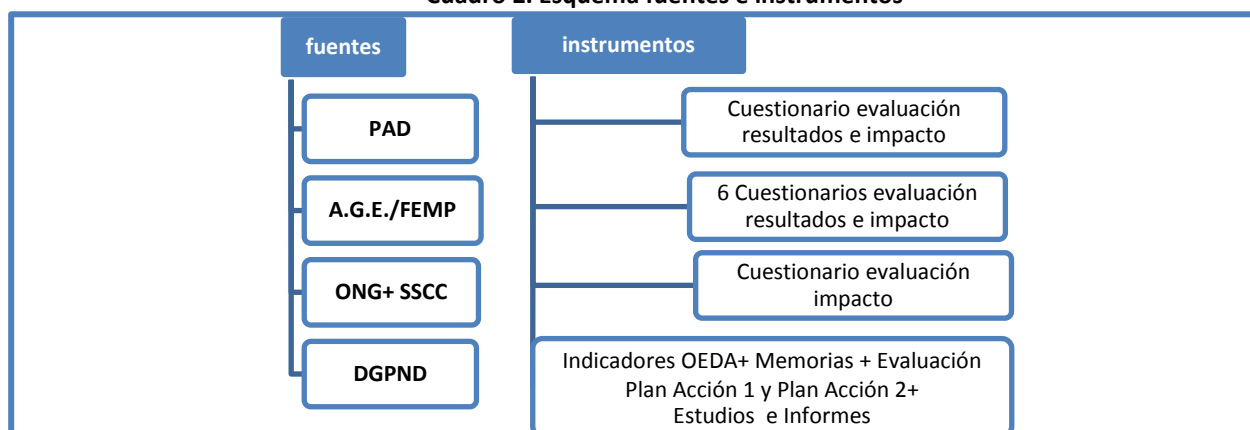 Cuadro 2. Esquema fuentes e instrumentos
fuentes
instrumentos
PAD
Cuestionario evaluación
resultados e impacto
A.G.E./FEMP
6 Cuestionarios evaluación
resultados e impacto
ONG+ SSCC
Cuestionario evaluación
impacto
DGPND
Indicadores OEDA+ Memorias + Evaluación
Plan Acción 1 y Plan Acción 2+
Estudios e Informes